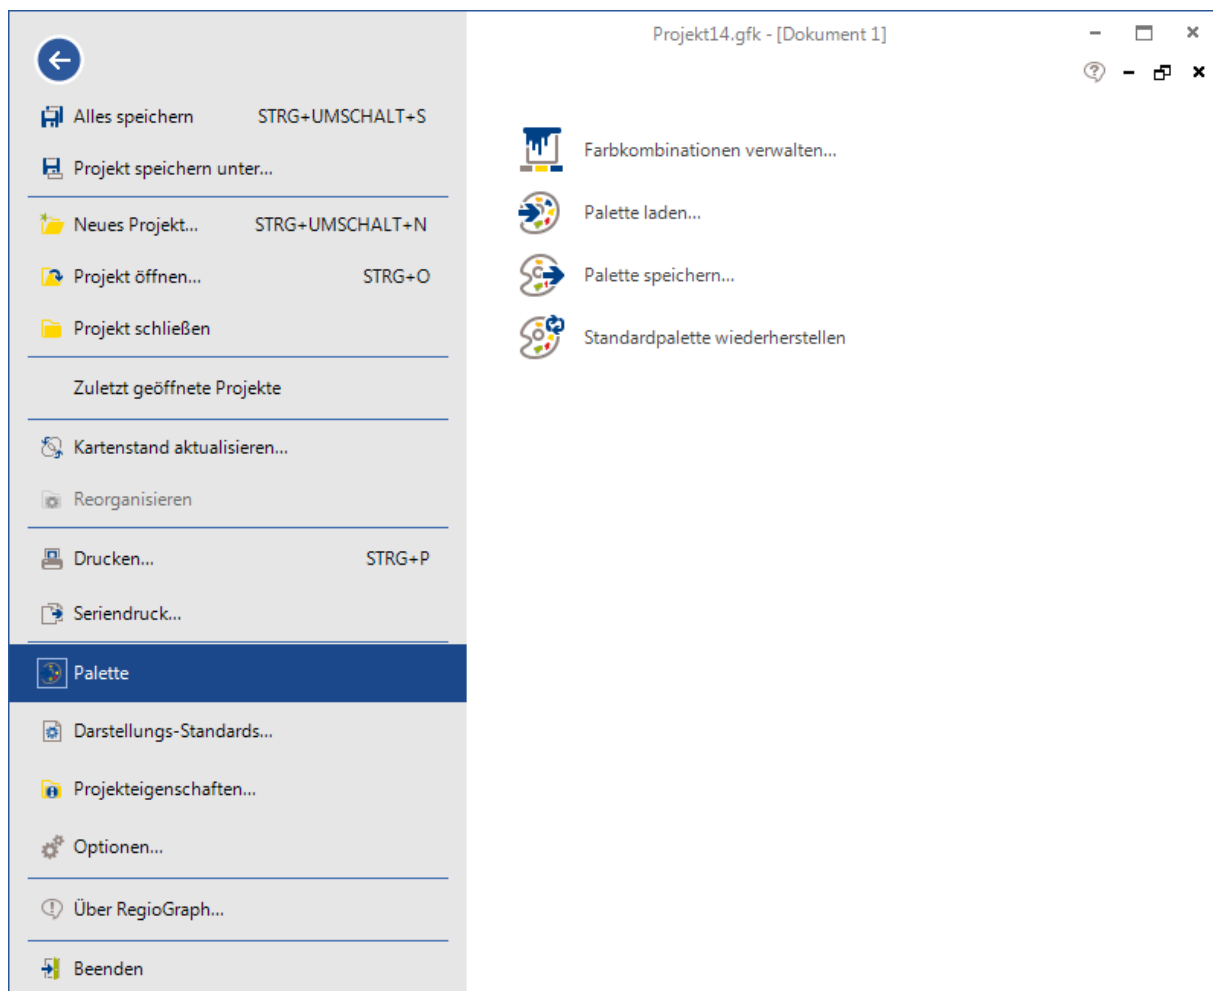 Projekt14.gfk - [Dokument 1]
Alles speichern STRG+UMSCHALT+S
Projekt speichern unter...
Neues Projekt... STRG+UMSCHALT+N
Projekt öffnen... STRG+O
Projekt schließen
Zuletzt geöffnete Projekte
Kartenstand aktualisieren...
Reorganisieren
Drucken... STRG+P
Seriendruck...
Palette
Darstellungs-Standards...
Projekteigenschaften...
Optionen...
Über RegioGraph...
Beenden
Farbkombinationen verwalten...
Palette laden...
Palette speichern...
Standardpalette wiederherstellen